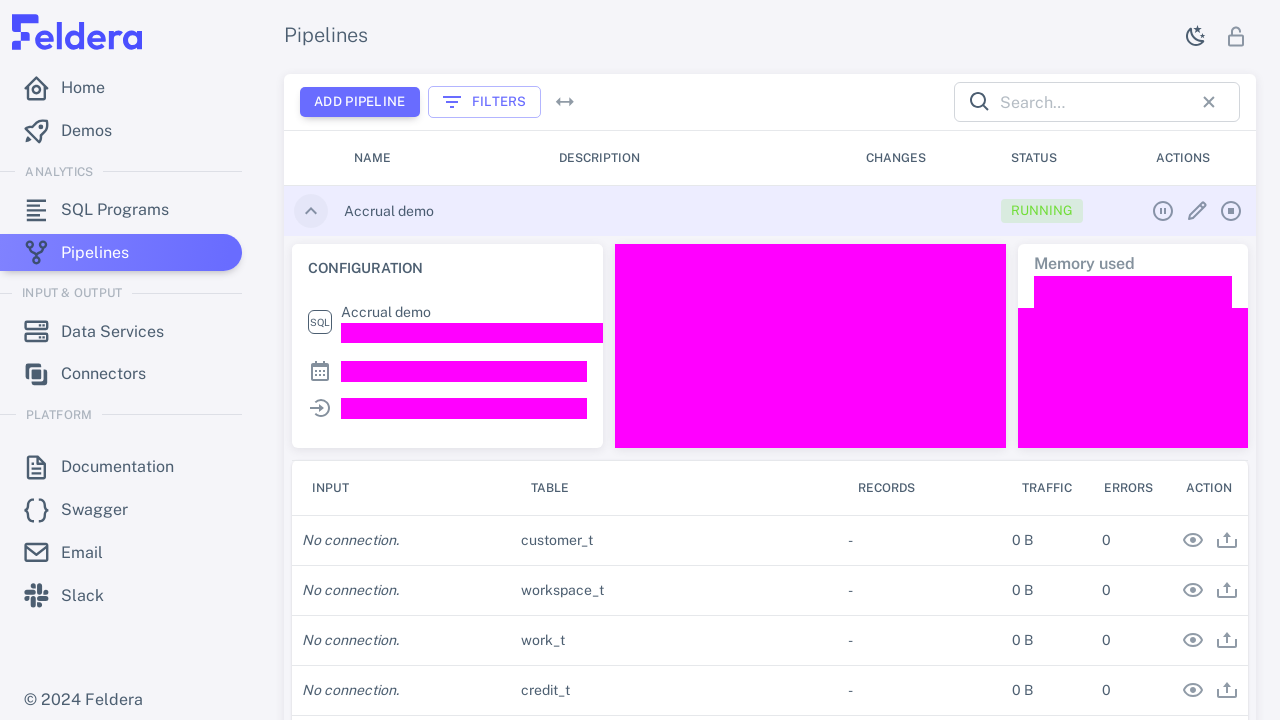 Feldera
Home
Demos
ANALYTICS
SQL Programs
Pipelines
INPUT & OUTPUT
Data Services
Connectors
PLATFORM
Documentation
Swagger
Email
Slack
© 2024 Feldera
Pipelines
ADD PIPELINE FILTERS Search...
NAME DESCRIPTION CHANGES STATUS ACTIONS
Accrual demo RUNNING
CONFIGURATION
SQL Accrual demo
Memory used
INPUT TABLE RECORDS TRAFFIC ERRORS ACTION
No connection. customer_t - 0 B 0
No connection. workspace_t - 0 B 0
No connection. work_t - 0 B 0
No connection. credit_t - 0 B 0